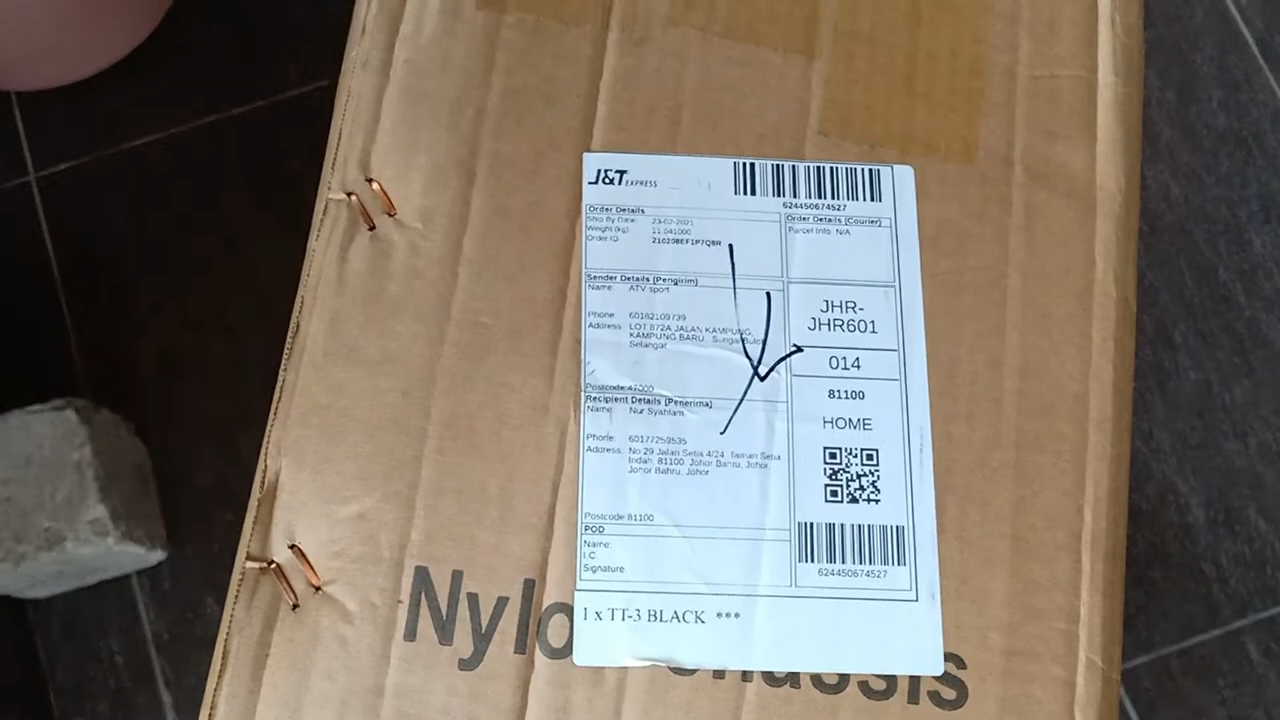 J&T EXPRESS
624450674527
Order Details
Ship By Date: 23-02-2021
Weight (kg): 11.041000
Order ID 210208EF1P7Q8R
Order Details (Courier)
Parcel Info: N/A
Sender Details (Pengirim)
Name: ATV sport
Phone: 60182109739
Address: LOT 872A JALAN KAMPUNG,
KAMPUNG BARU, Sungai Buloh
Selangor
Postcode:47000
JHR-
JHR601
014
81100
HOME
Recipient Details (Penerima)
Name: Nur Syahlam
Phone: 60177259535
Address: No 29 Jalan Setia 4/24, Taman Setia
Indah, 81100, Johor Bahru, Johor,
Johor Bahru, Johor
Postcode:81100
POD
Name:
I.C.
Signature:
624450674527
1 x TT-3 BLACK ***